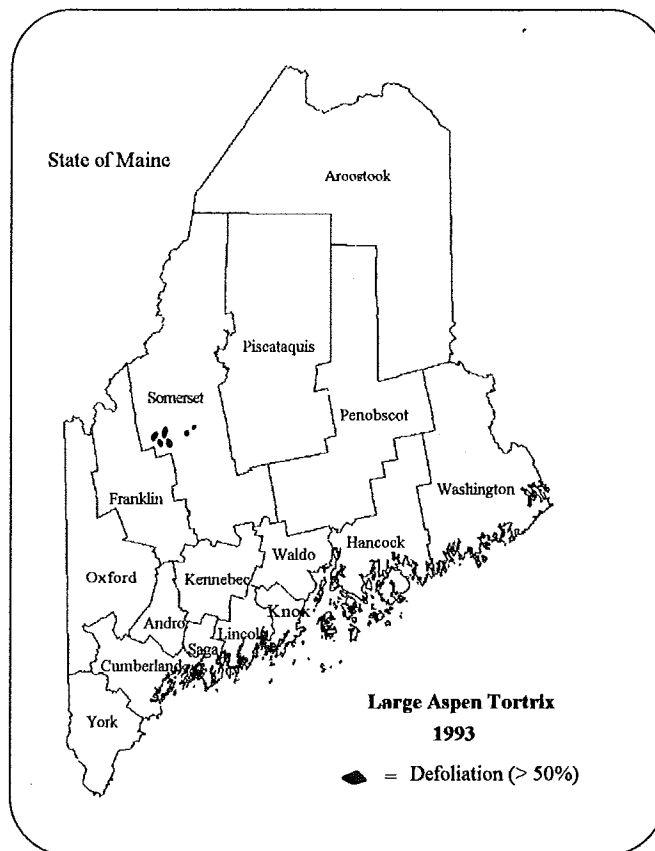 State of Maine
Aroostook
Piscataquis
Somerset
Penobscot
Franklin
Washington
Hancock
Waldo
Oxford
Kennebec
Knox
Andro
Lincoln
Saga
Cumberland
York
Large Aspen Tortrix
1993
= Defoliation (> 50%)